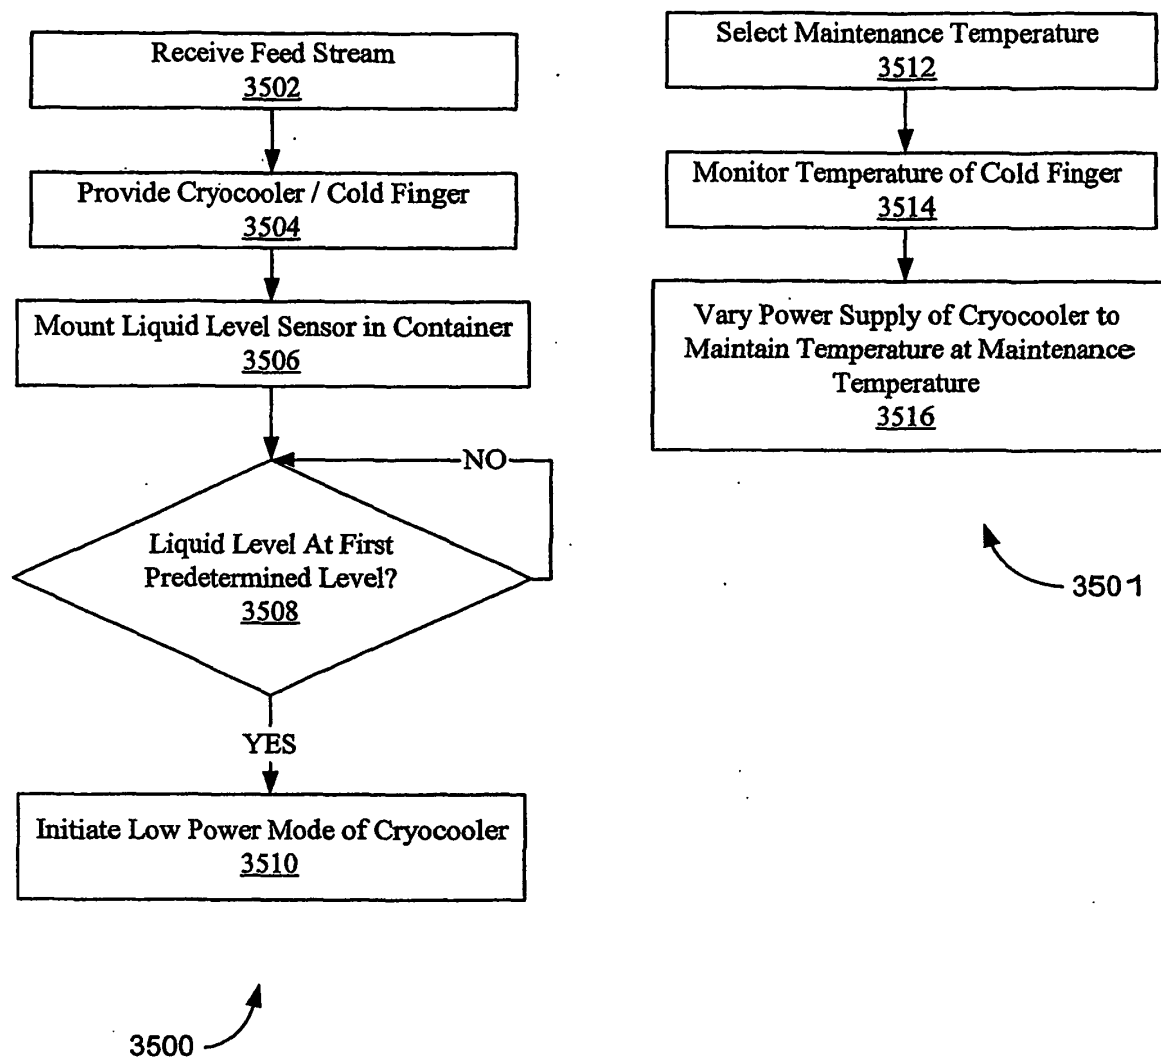 Receive Feed Stream
3502
Provide Cryocooler / Cold Finger
3504
Mount Liquid Level Sensor in Container
3506
NO
Liquid Level At First
Predetermined Level?
3508
YES
Initiate Low Power Mode of Cryocooler
3510
3500
Select Maintenance Temperature
3512
Monitor Temperature of Cold Finger
3514
Vary Power Supply of Cryocooler to
Maintain Temperature at Maintenance
Temperature
3516
3501